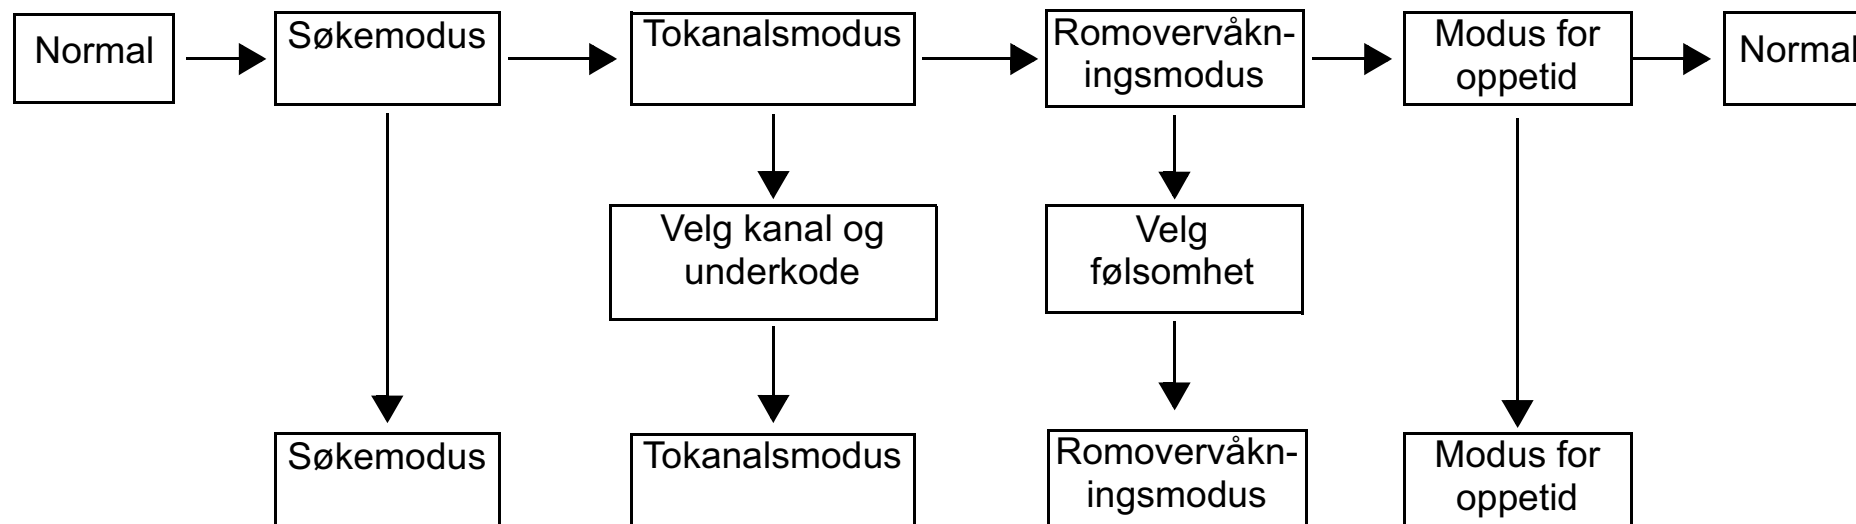 Normal
Søkemodus
Tokanalsmodus
Romovervåkn-
ingsmodus
Modus for
oppetid
Normal
Velg kanal og
underkode
Velg
følsomhet
Søkemodus
Tokanalsmodus
Romovervåkn-
ingsmodus
Modus for
oppetid